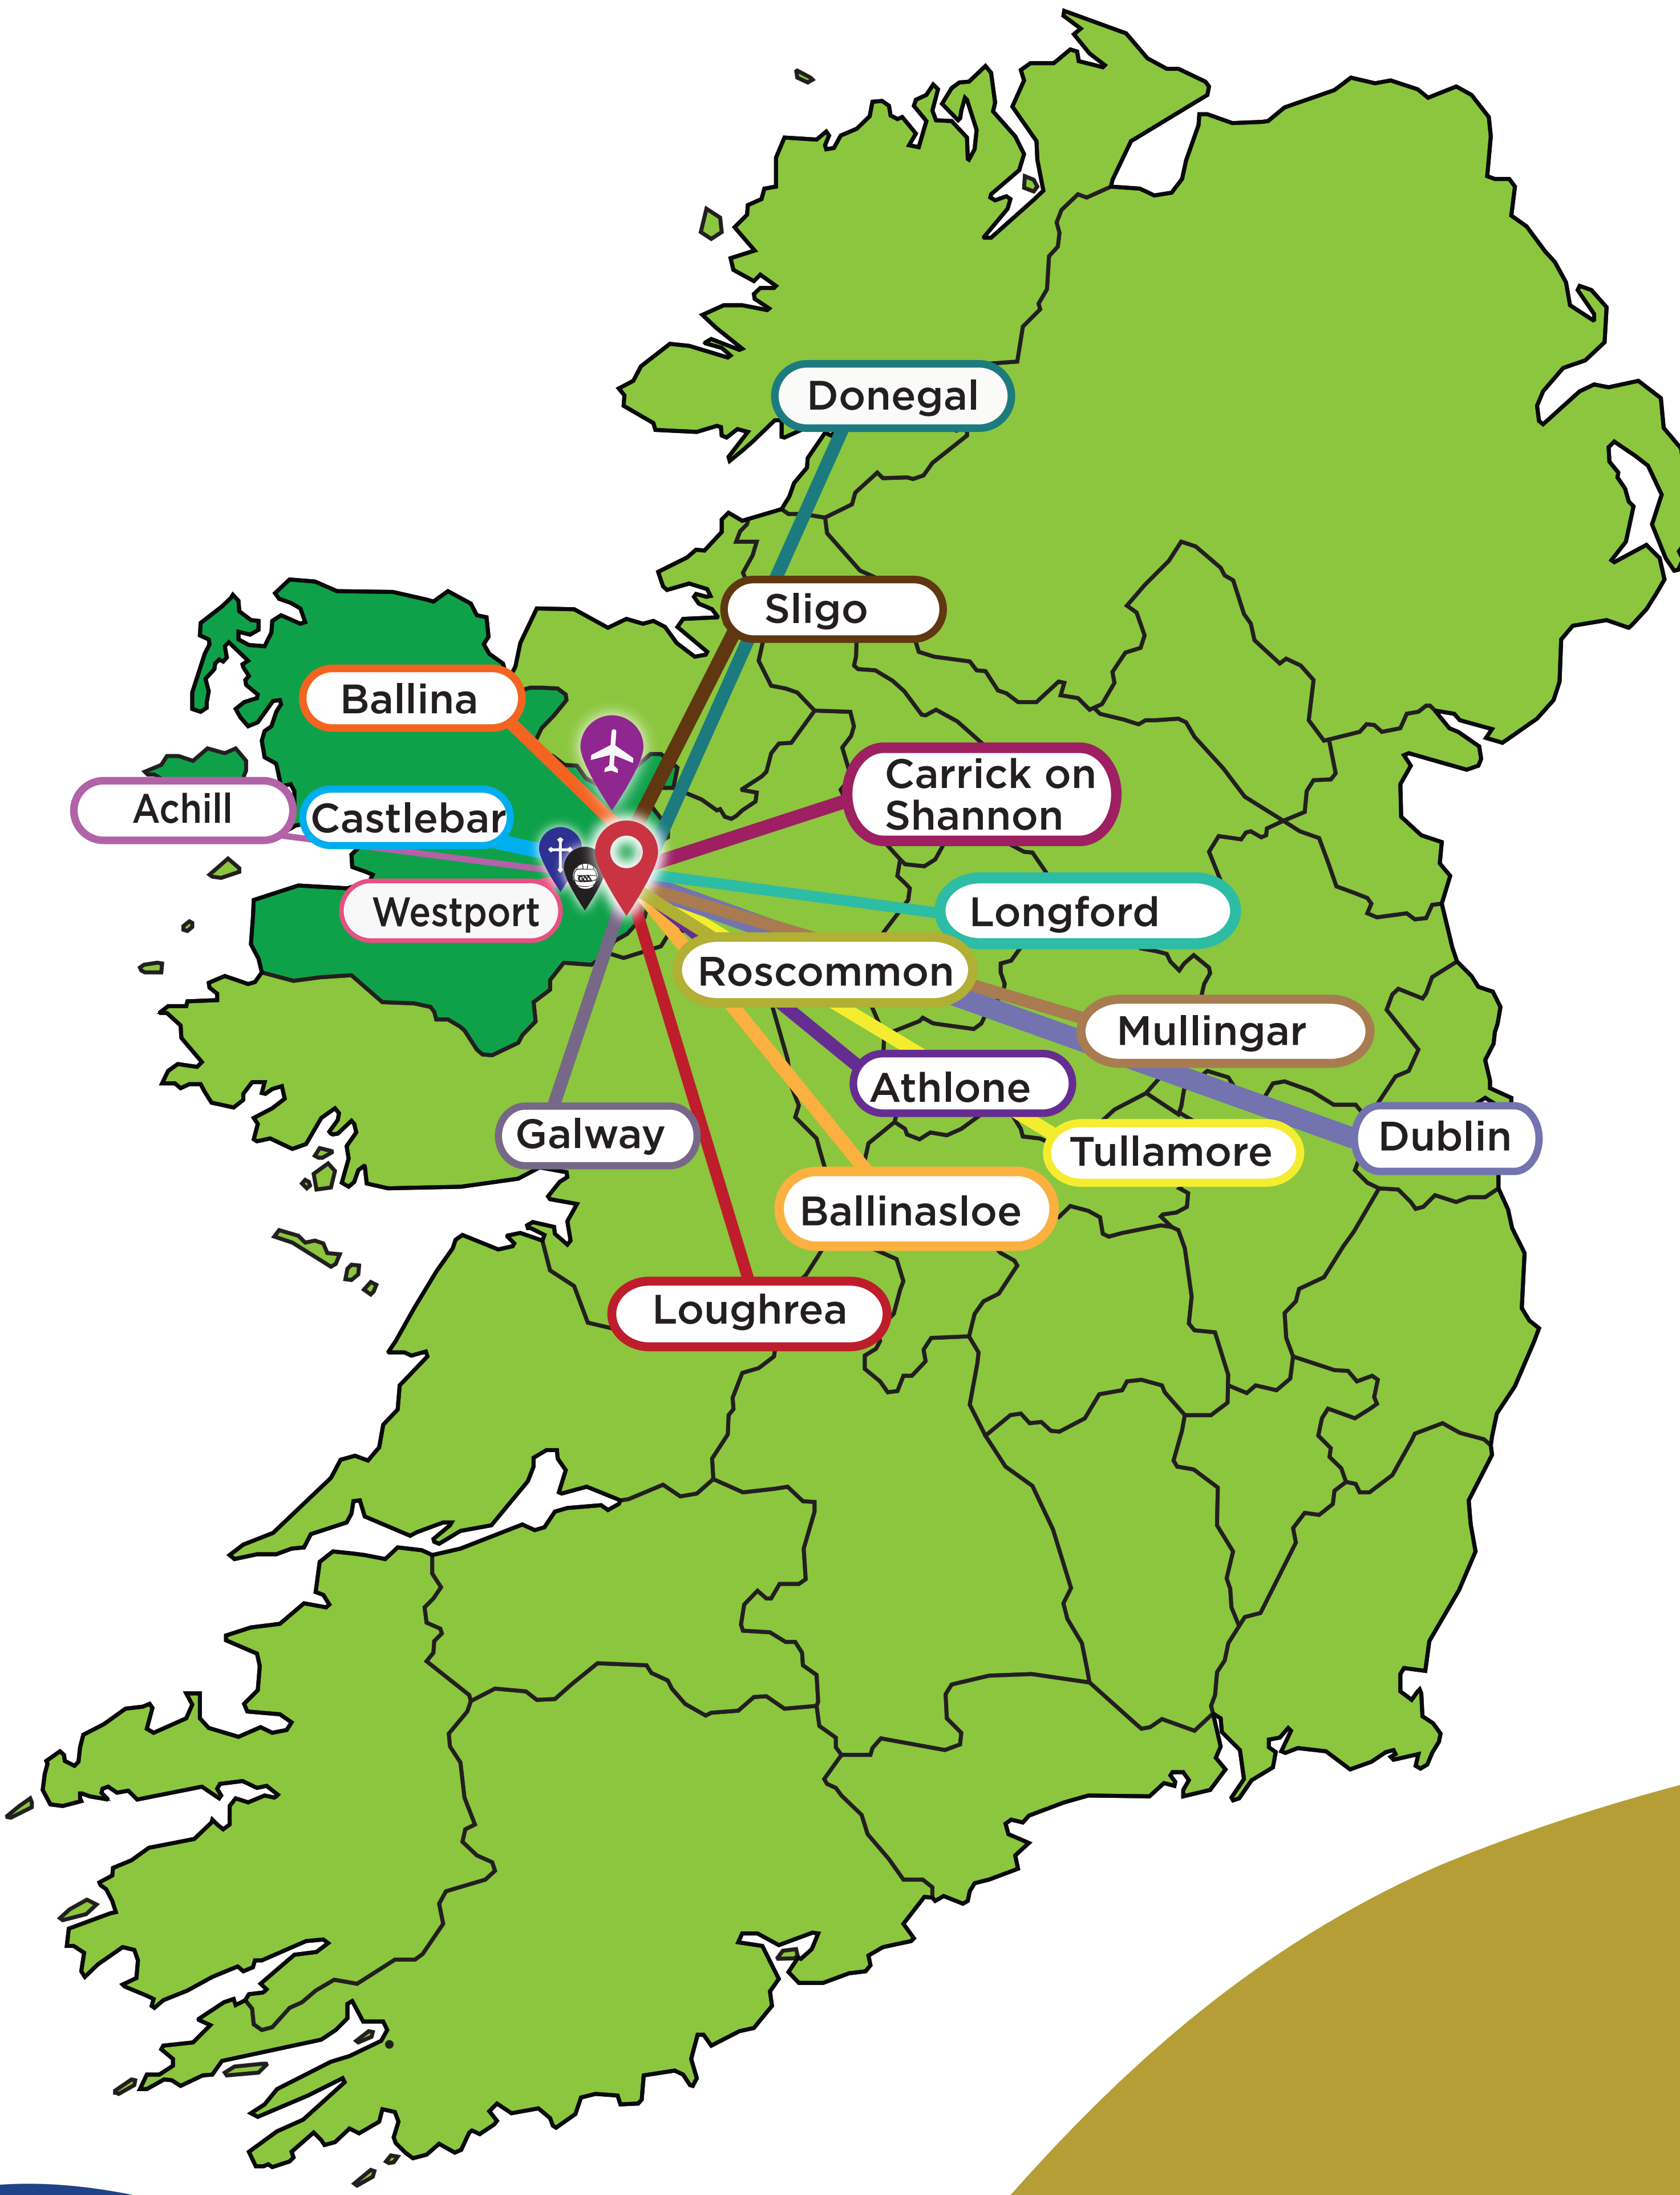 Donegal
Sligo
Ballina
Carrick on
Shannon
Achill
Castlebar
Westport
Longford
Roscommon
Mullingar
Athlone
Galway
Tullamore
Dublin
Ballinasloe
Loughrea